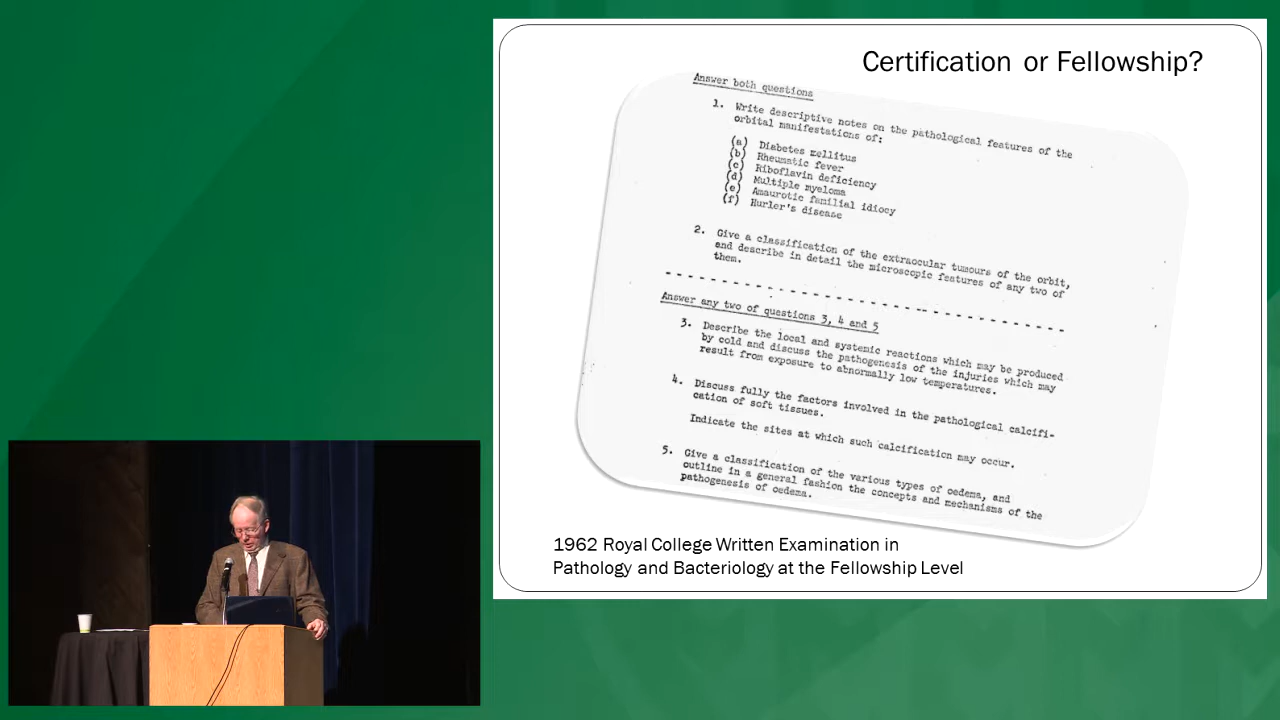 Certification or Fellowship?
Answer both questions
1. Write descriptive notes on the pathological features of the
orbital manifestations of:
(a) Diabetes mellitus
(b) Rheumatic fever
(c) Riboflavin deficiency
(d) Multiple myeloma
(e) Amaurotic familial idiocy
(f) Hurler's disease
2. Give a classification of the extraocular tumours of the orbit,
and describe in detail the microscopic features of any two of
them.
Answer any two of questions 3, 4 and 5
3. Describe the local and systemic reactions which may be produced
by cold and discuss the pathogenesis of the injuries which may
result from exposure to abnormally low temperatures.
4. Discuss fully the factors involved in the pathological calcifi-
cation of soft tissues.
Indicate the sites at which such calcification may occur.
5. Give a classification of the various types of oedema, and
outline in a general fashion the concepts and mechanisms of the
pathogenesis of oedema.
1962 Royal College Written Examination in
Pathology and Bacteriology at the Fellowship Level